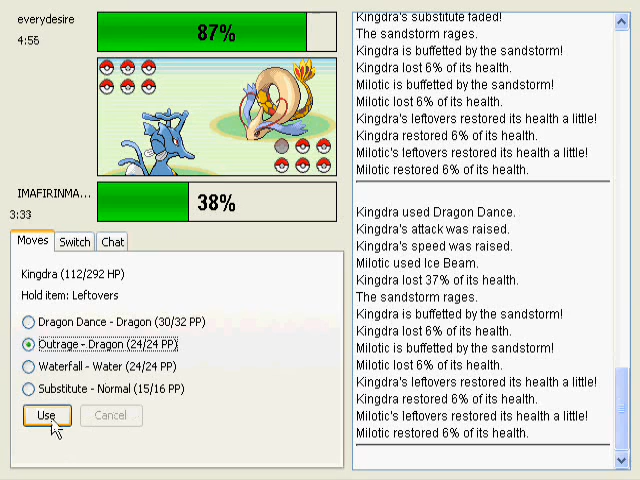 everydesire
4:56
87%
IMAFIRINMA...
3:33
38%
Moves
Switch
Chat
Kingdra (112/292 HP)
Hold item: Leftovers
Dragon Dance - Dragon (30/32 PP)
Outrage - Dragon (24/24 PP)
Waterfall - Water (24/24 PP)
Substitute - Normal (15/16 PP)
Use
Cancel
Kingdra's substitute faded!
The sandstorm rages.
Kingdra is buffetted by the sandstorm!
Kingdra lost 6% of its health.
Milotic is buffetted by the sandstorm!
Milotic lost 6% of its health.
Kingdra's leftovers restored its health a little!
Kingdra restored 6% of its health.
Milotic's leftovers restored its health a little!
Milotic restored 6% of its health.
Kingdra used Dragon Dance.
Kingdra's attack was raised.
Kingdra's speed was raised.
Milotic used Ice Beam.
Kingdra lost 37% of its health.
The sandstorm rages.
Kingdra is buffetted by the sandstorm!
Kingdra lost 6% of its health.
Milotic is buffetted by the sandstorm!
Milotic lost 6% of its health.
Kingdra's leftovers restored its health a little!
Kingdra restored 6% of its health.
Milotic's leftovers restored its health a little!
Milotic restored 6% of its health.